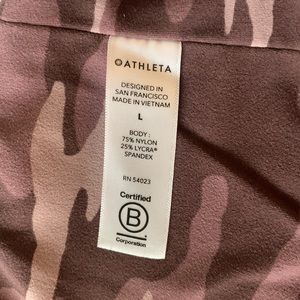 ATHLETA
DESIGNED IN
SAN FRANCISCO
MADE IN VIETNAM
L
BODY:
75% NYLON
25% LYCRA®
SPANDEX
RN 54023
Certified
B
Corporation